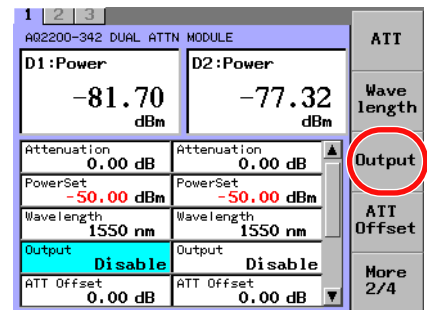 1 2 3
AQ2200-342 DUAL ATTN MODULE
D1:Power
-81.70
dBm
D2:Power
-77.32
dBm
Attenuation
0.00 dB
Attenuation
0.00 dB
PowerSet
-50.00 dBm
PowerSet
-50.00 dBm
Wavelength
1550 nm
Wavelength
1550 nm
Output
Disable
Output
Disable
ATT Offset
0.00 dB
ATT Offset
0.00 dB
ATT
Wave
length
Output
ATT
Offset
More
2/4